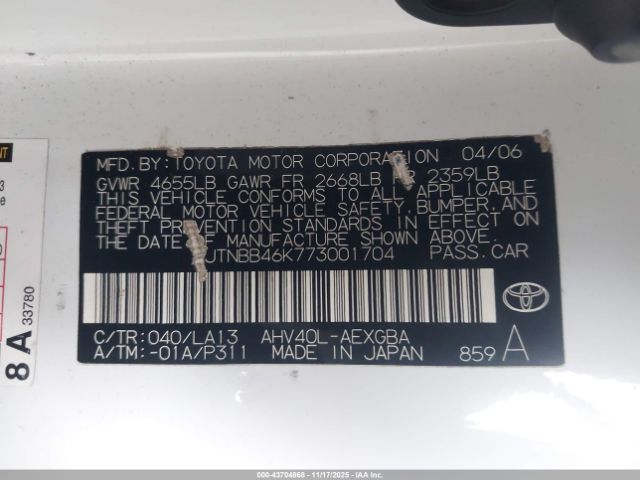 MFD. BY: TOYOTA MOTOR CORPORATION 04/06
GVWR 4655LB GAWR FR 2668LB 2359LB
THIS VEHICLE CONFORMS TO ALL APPLICABLE
FEDERAL MOTOR VEHICLE SAFETY, BUMPER, AND
THEFT PREVENTION STANDARDS IN EFFECT ON
THE DATE OF MANUFACTURE SHOWN ABOVE.
JTNBB46K773001704 PASS. CAR
C/TR: 040/LA13 AHV40L-AEXGBA
A/TM: -01A/P311 MADE IN JAPAN 859 A
8 A 33780
000-43704868 - 11/17/2025 - IAAI COPYRIGHT